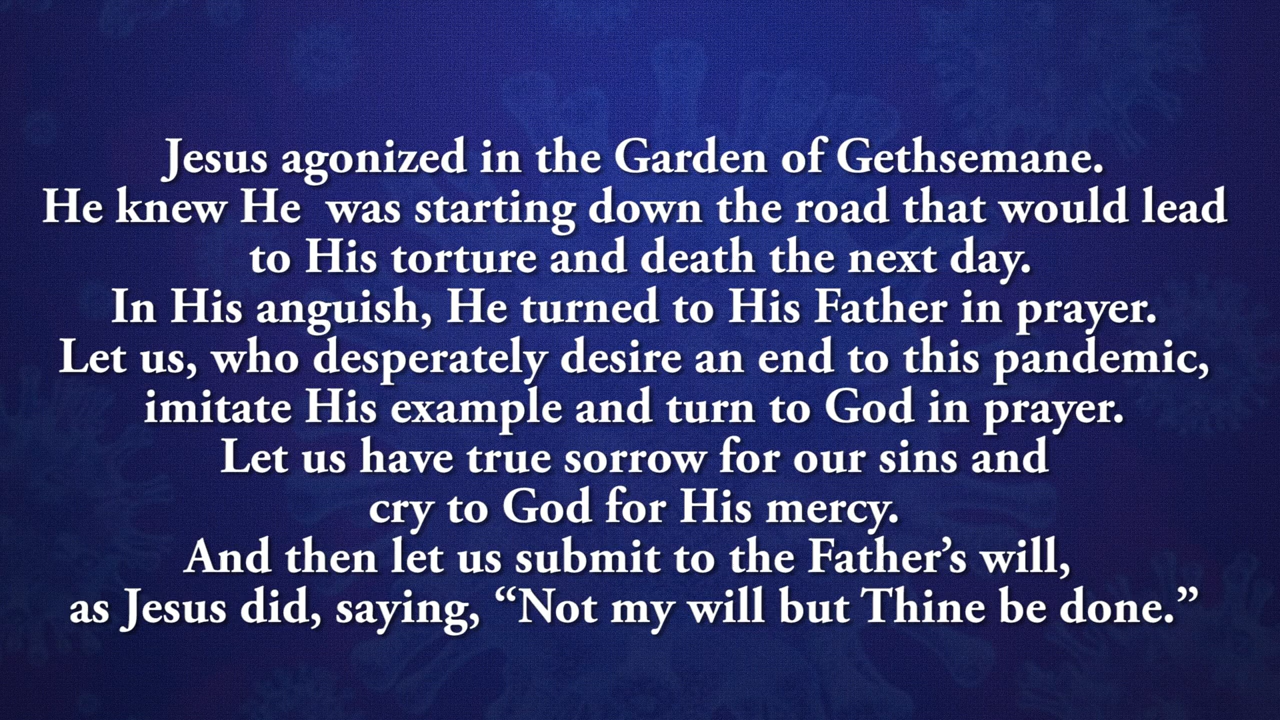 Jesus agonized in the Garden of Gethsemane.
He knew He  was starting down the road that would lead
to His torture and death the next day.
In His anguish, He turned to His Father in prayer.
Let us, who desperately desire an end to this pandemic,
imitate His example and turn to God in prayer.
Let us have true sorrow for our sins and
cry to God for His mercy.
And then let us submit to the Father’s will,
as Jesus did, saying, “Not my will but Thine be done.”